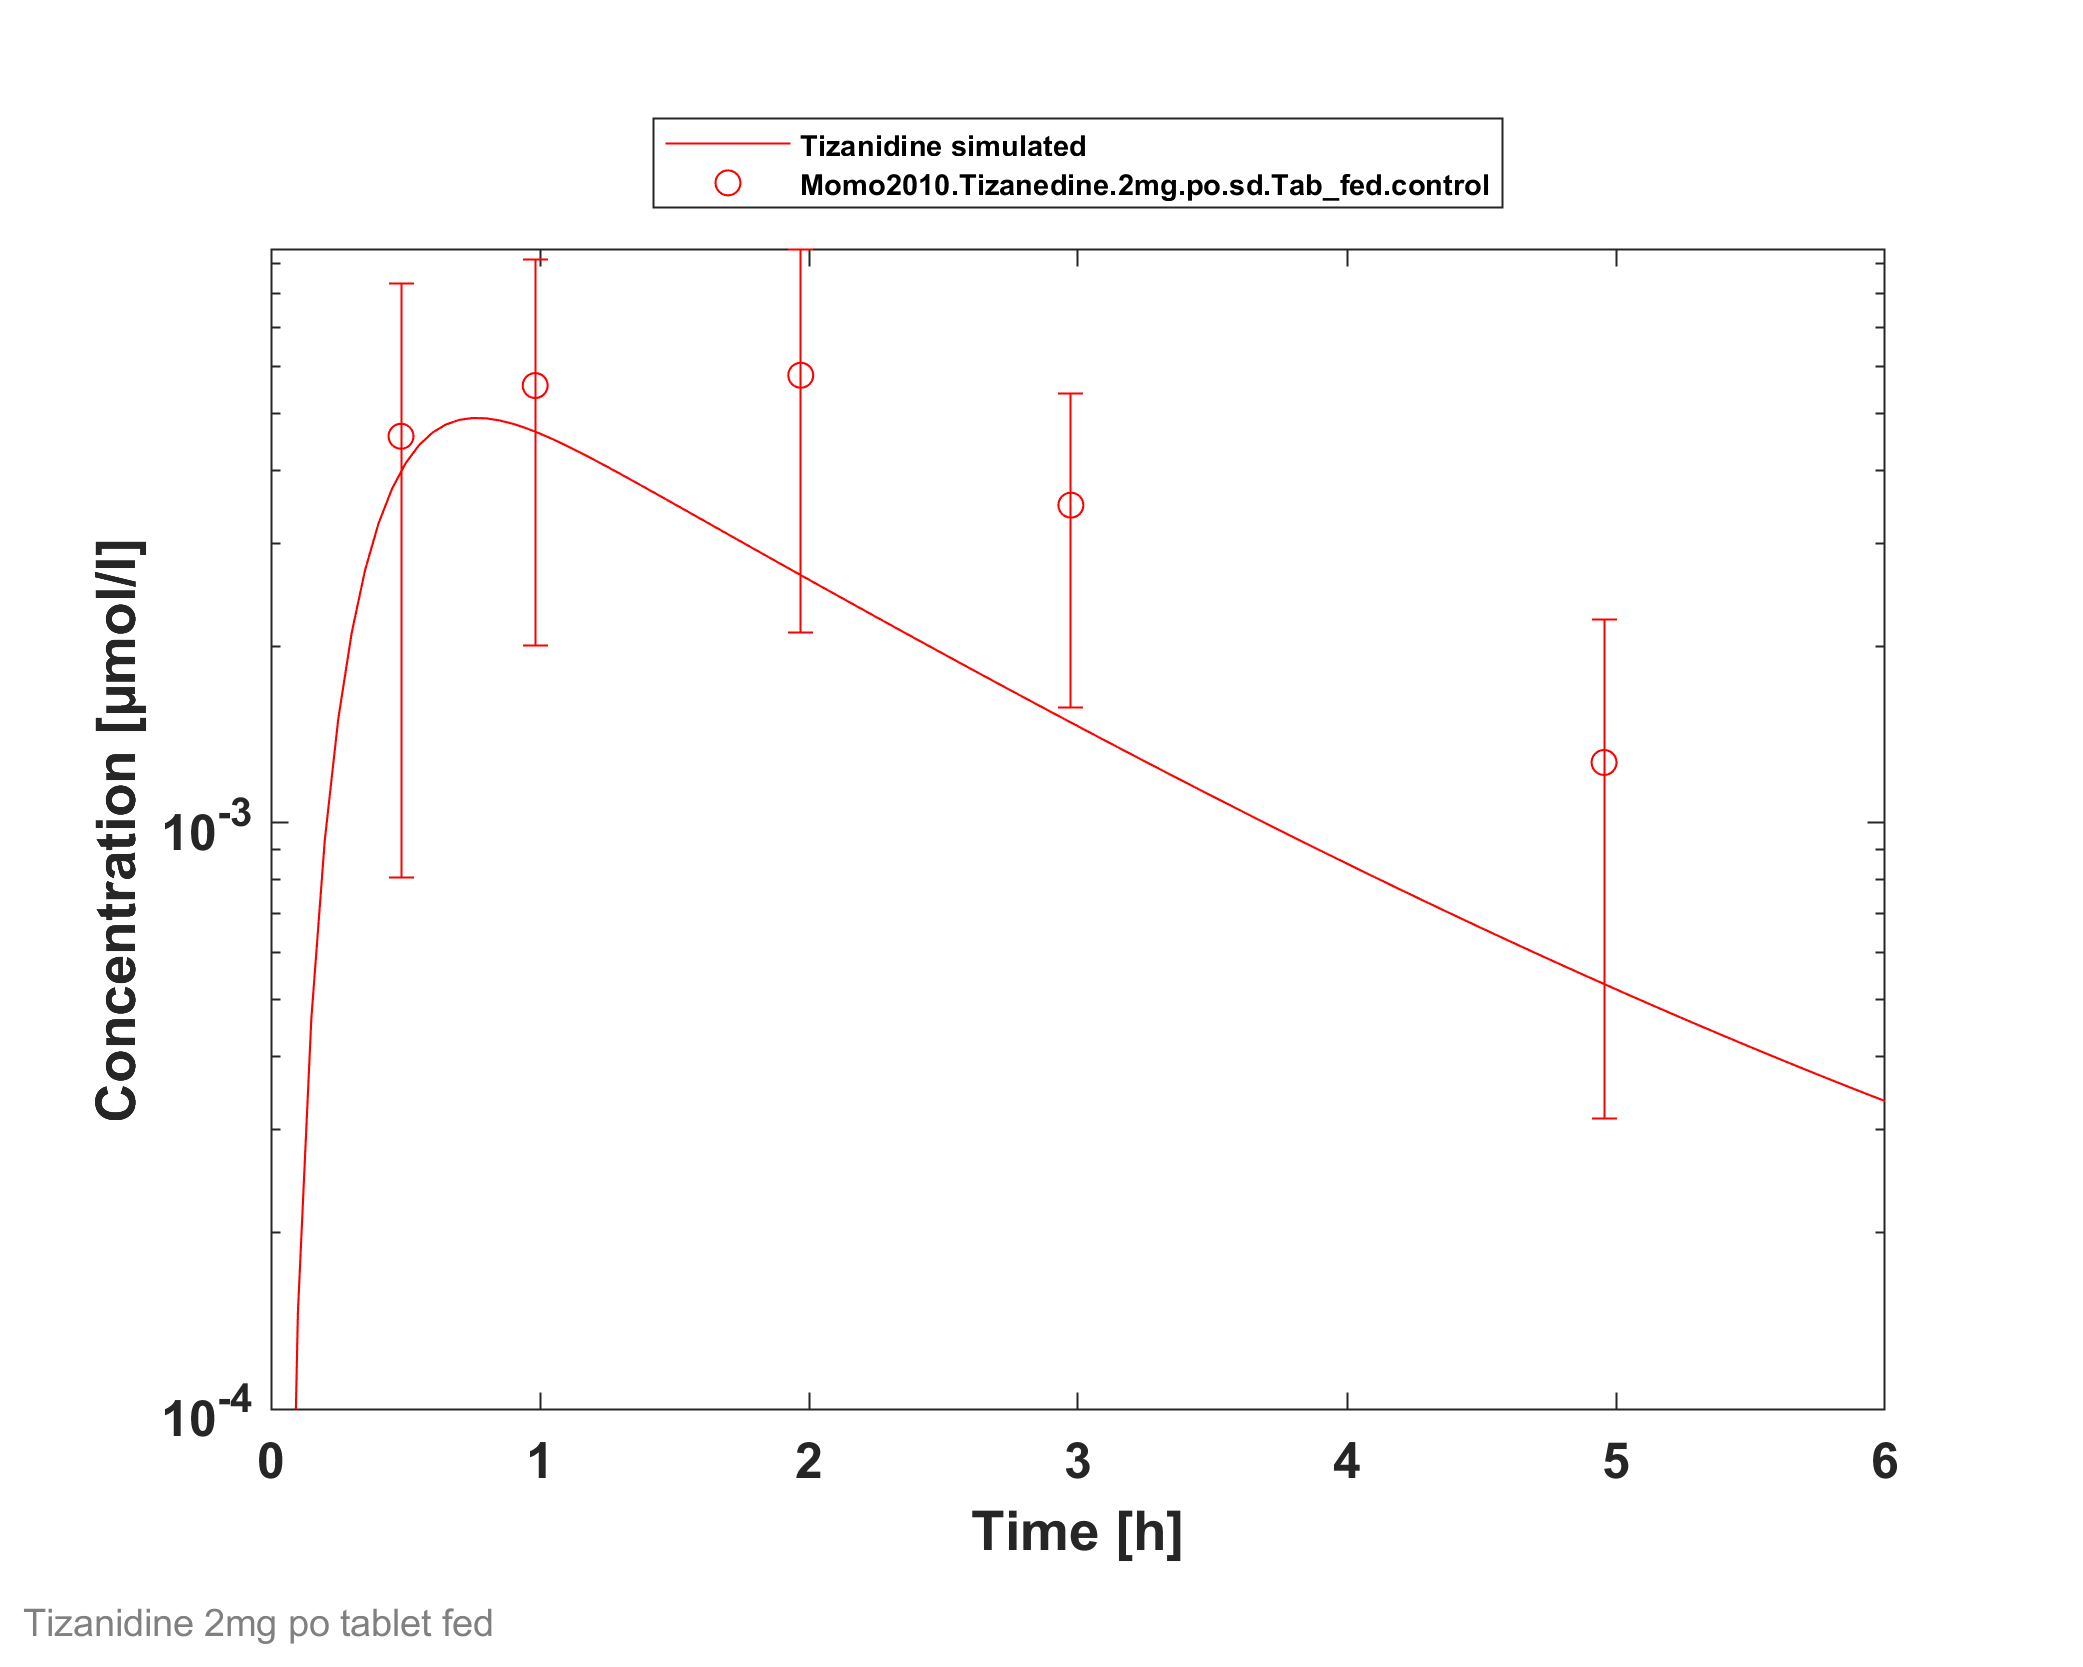 Tizanidine simulated
Momo2010.Tizanedine.2mg.po.sd.Tab_fed.control
Concentration [µmol/l]
10-3
10-4
0 1 2 3 4 5 6
Time [h]
Tizanidine 2mg po tablet fed